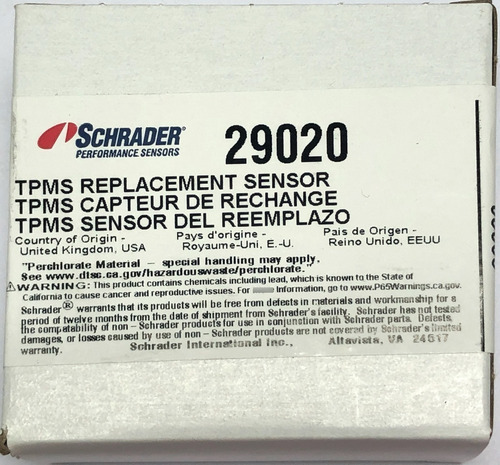 SCHRADER®
PERFORMANCE SENSORS
29020
TPMS REPLACEMENT SENSOR
TPMS CAPTEUR DE RECHANGE
TPMS SENSOR DEL REEMPLAZO
Country of Origin - Pays d'origine - Pais de Origen -
United Kingdom, USA Royaume-Uni, E.-U. Reino Unido, EEUU
"Perchlorate Material - special handling may apply.
See www.dtsc.ca.gov/hazardouswaste/perchlorate."
WARNING: This product contains chemicals including lead, which is known to the State of
California to cause cancer and reproductive issues. For information, go to www.P65Warnings.ca.gov.
Schrader® warrants that its products will be free from defects in materials and workmanship for a
period of twelve months from the date of shipment from Schrader's facility. Schrader has not tested
the compatability of non - Schrader products for use in conjunction with Schrader parts. Defects,
damages, or losses caused by use of non - Schrader products are not covered by Schrader's limited
warranty.
Schrader International Inc., Altavista, VA 24517